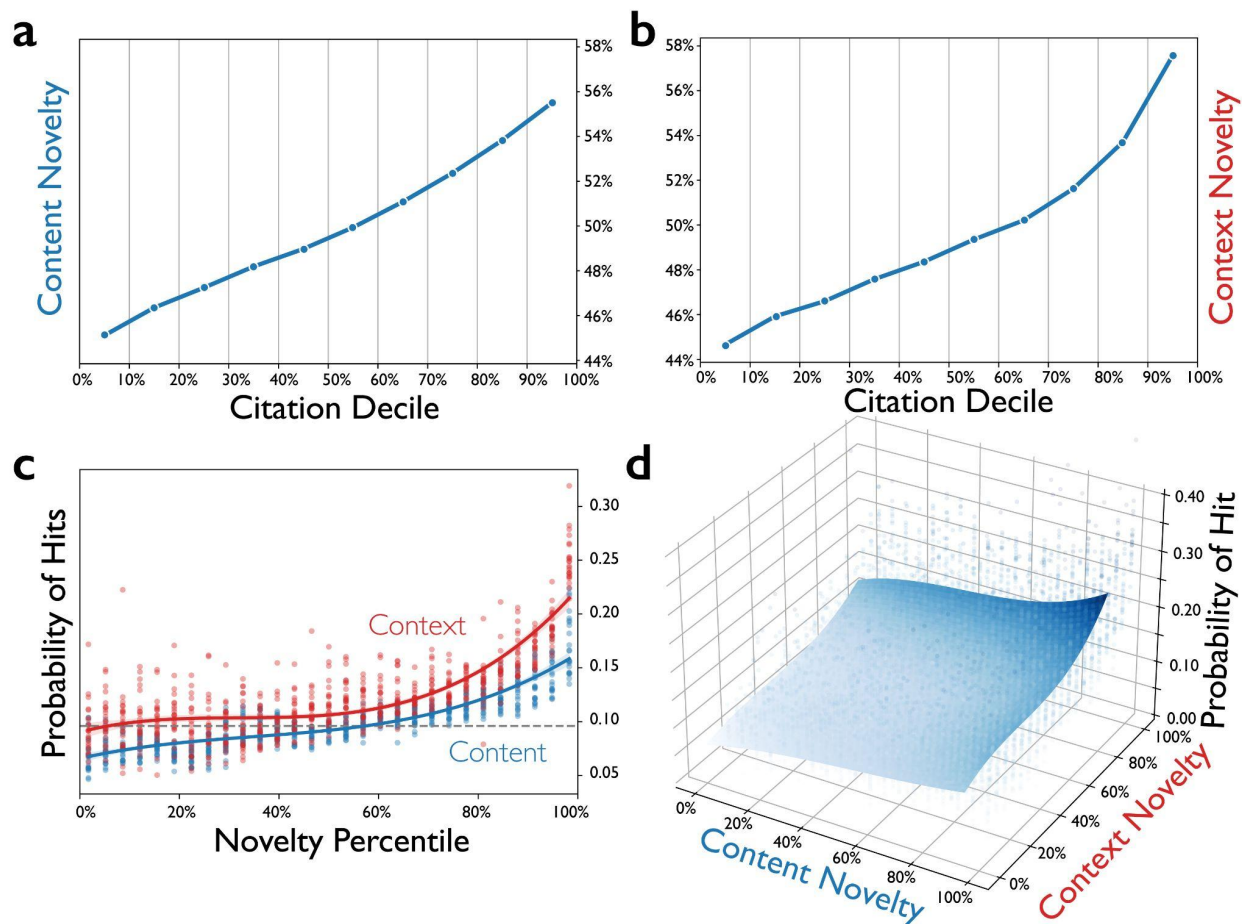 a
Content Novelty
58%
56%
54%
52%
50%
48%
46%
44%
0% 10% 20% 30% 40% 50% 60% 70% 80% 90% 100%
Citation Decile
b
58%
56%
54%
52%
50%
48%
46%
44%
0% 10% 20% 30% 40% 50% 60% 70% 80% 90% 100%
Citation Decile
Context Novelty
c
Probability of Hits
0.30
0.25
0.20
0.15
0.10
0.05
Context
Content
0% 20% 40% 60% 80% 100%
Novelty Percentile
d
0.40
0.30
0.20
0.10
0.00
Probability of Hit
100%
80%
60%
40%
20%
0%
Context Novelty
0% 20% 40% 60% 80% 100%
Content Novelty